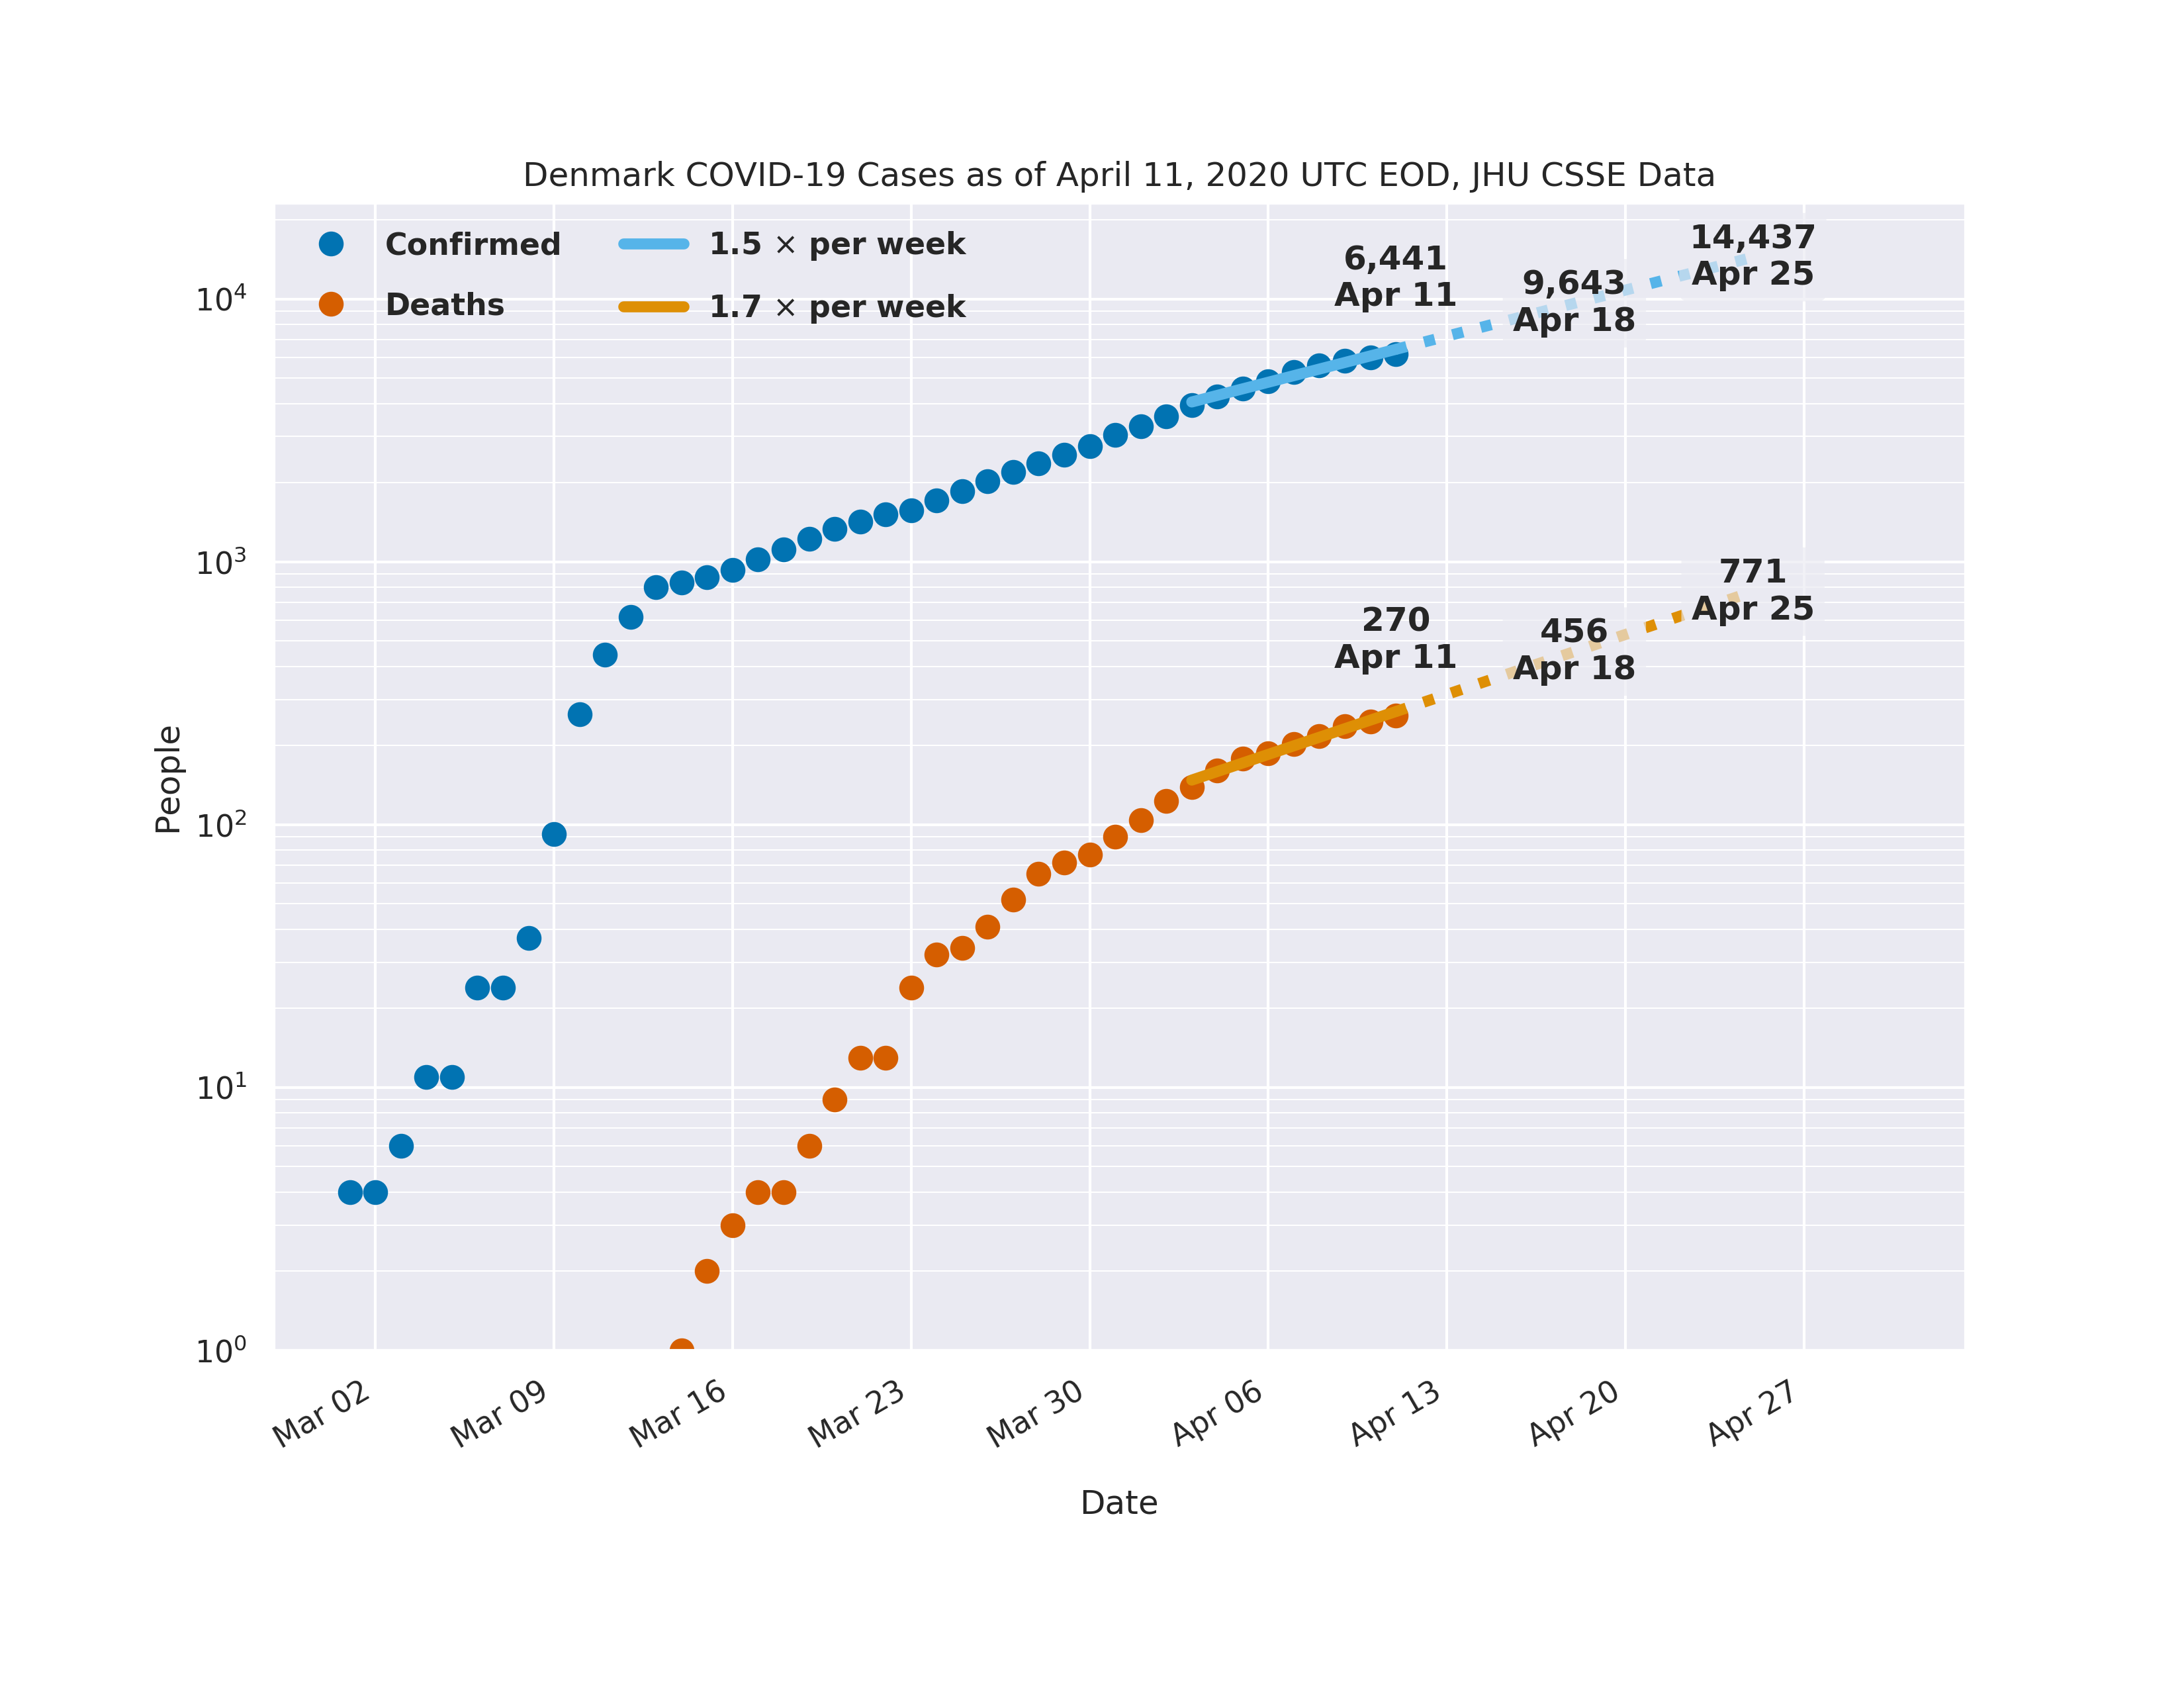 Denmark COVID-19 Cases as of April 11, 2020 UTC EOD, JHU CSSE Data
Confirmed
Deaths
1.5 × per week
1.7 × per week
6,441
Apr 11
9,643
Apr 18
14,437
Apr 25
270
Apr 11
456
Apr 18
771
Apr 25
People
10⁴
10³
10²
10¹
10⁰
Mar 02
Mar 09
Mar 16
Mar 23
Mar 30
Apr 06
Apr 13
Apr 20
Apr 27
Date